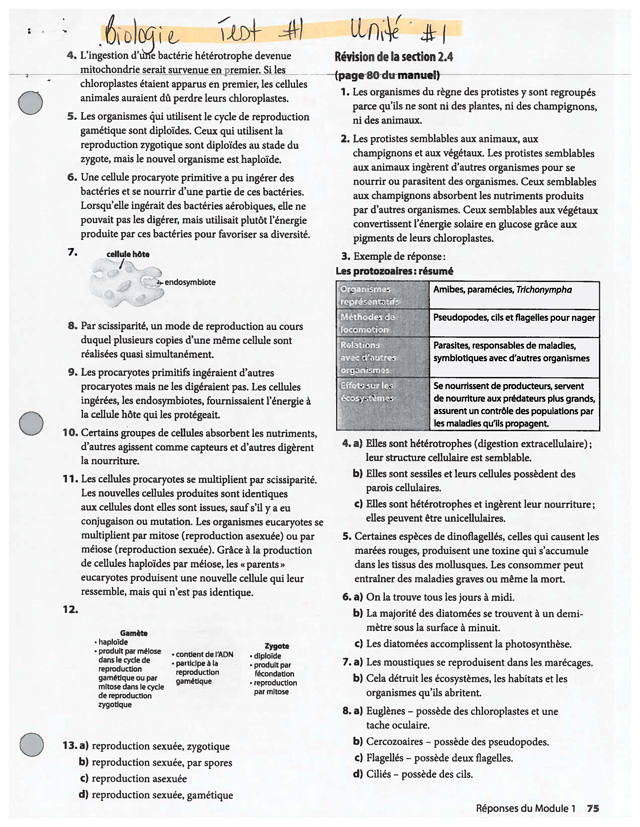 Biologie Test #1 Unité #1
4. L'ingestion d'une bactérie hétérotrophe devenue
mitochondrie serait survenue en premier. Si les
chloroplastes étaient apparus en premier, les cellules
animales auraient dû perdre leurs chloroplastes.
5. Les organismes qui utilisent le cycle de reproduction
gamétique sont diploïdes. Ceux qui utilisent la
reproduction zygotique sont diploïdes au stade du
zygote, mais le nouvel organisme est haploïde.
6. Une cellule procaryote primitive a pu ingérer des
bactéries et se nourrir d'une partie de ces bactéries.
Lorsqu'elle ingérait des bactéries aérobiques, elle ne
pouvait pas les digérer, mais utilisait plutôt l'énergie
produite par ces bactéries pour favoriser sa diversité.
7.
cellule hôte
endosymbiote
8. Par scissiparité, un mode de reproduction au cours
duquel plusieurs copies d'une même cellule sont
réalisées quasi simultanément.
9. Les procaryotes primitifs ingéraient d'autres
procaryotes mais ne les digéraient pas. Les cellules
ingérées, les endosymbiotes, fournissaient l'énergie à
la cellule hôte qui les protégeait.
10. Certains groupes de cellules absorbent les nutriments,
d'autres agissent comme capteurs et d'autres digèrent
la nourriture.
11. Les cellules procaryotes se multiplient par scissiparité.
Les nouvelles cellules produites sont identiques
aux cellules dont elles sont issues, sauf s'il y a eu
conjugaison ou mutation. Les organismes eucaryotes se
multiplient par mitose (reproduction asexuée) ou par
méiose (reproduction sexuée). Grâce à la production
de cellules haploïdes par méiose, les «parents»
eucaryotes produisent une nouvelle cellule qui leur
ressemble, mais qui n'est pas identique.
12.
Gamète
• haploïde
• produit par méiose
dans le cycle de
reproduction
gamétique ou par
mitose dans le cycle
de reproduction
zygotique
• contient de l'ADN
• participe à la
reproduction
gamétique
Zygote
• diploïde
• produit par
fécondation
• reproduction
par mitose
13. a) reproduction sexuée, zygotique
b) reproduction sexuée, par spores
c) reproduction asexuée
d) reproduction sexuée, gamétique
Révision de la section 2.4
(page 80 du manuel)
1. Les organismes du règne des protistes y sont regroupés
parce qu'ils ne sont ni des plantes, ni des champignons,
ni des animaux.
2. Les protistes semblables aux animaux, aux
champignons et aux végétaux. Les protistes semblables
aux animaux ingèrent d'autres organismes pour se
nourrir ou parasitent des organismes. Ceux semblables
aux champignons absorbent les nutriments produits
par d'autres organismes. Ceux semblables aux végétaux
convertissent l'énergie solaire en glucose grâce aux
pigments de leurs chloroplastes.
3. Exemple de réponse :
Les protozoaires : résumé
Organismes
représentatifs
Amibes, paramécies, Trichonympha
Méthodes de
locomotion
Pseudopodes, cils et flagelles pour nager
Relations
avec d'autres
organismes
Parasites, responsables de maladies,
symbiotiques avec d'autres organismes
Effets sur les
écosystèmes
Se nourrissent de producteurs, servent
de nourriture aux prédateurs plus grands,
assurent un contrôle des populations par
les maladies qu'ils propagent.
4. a) Elles sont hétérotrophes (digestion extracellulaire) ;
leur structure cellulaire est semblable.
b) Elles sont sessiles et leurs cellules possèdent des
parois cellulaires.
c) Elles sont hétérotrophes et ingèrent leur nourriture ;
elles peuvent être unicellulaires.
5. Certaines espèces de dinoflagellés, celles qui causent les
marées rouges, produisent une toxine qui s'accumule
dans les tissus des mollusques. Les consommer peut
entraîner des maladies graves ou même la mort.
6. a) On la trouve tous les jours à midi.
b) La majorité des diatomées se trouvent à un demi-
mètre sous la surface à minuit.
c) Les diatomées accomplissent la photosynthèse.
7. a) Les moustiques se reproduisent dans les marécages.
b) Cela détruit les écosystèmes, les habitats et les
organismes qu'ils abritent.
8. a) Euglènes – possède des chloroplastes et une
tache oculaire.
b) Cercozoaires – possède des pseudopodes.
c) Flagellés – possède deux flagelles.
d) Ciliés – possède des cils.
Réponses du Module 1 75